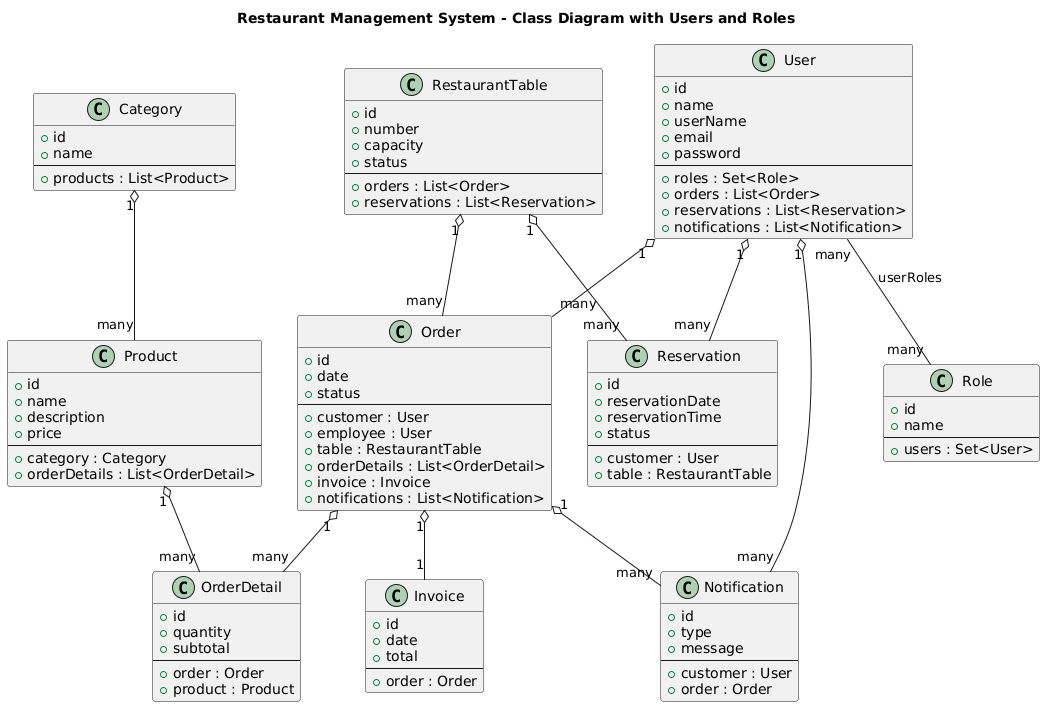 Restaurant Management System - Class Diagram with Users and Roles
C User
id
name
userName
email
password
roles : Set<Role>
orders : List<Order>
reservations : List<Reservation>
notifications : List<Notification>
C RestaurantTable
id
number
capacity
status
orders : List<Order>
reservations : List<Reservation>
C Category
id
name
products : List<Product>
1
1
1
1
1
1
many
userRoles
many
many
many
many
many
many
C Product
id
name
description
price
category : Category
orderDetails : List<OrderDetail>
C Order
id
date
status
customer : User
employee : User
table : RestaurantTable
orderDetails : List<OrderDetail>
invoice : Invoice
notifications : List<Notification>
C Reservation
id
reservationDate
reservationTime
status
customer : User
table : RestaurantTable
C Role
id
name
users : Set<User>
1
1
1
1
many
many
1
many
many
C OrderDetail
id
quantity
subtotal
order : Order
product : Product
C Invoice
id
date
total
order : Order
C Notification
id
type
message
customer : User
order : Order